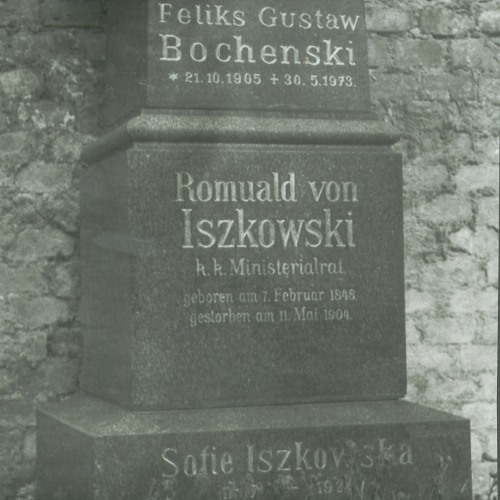 Feliks Gustaw
Bochenski
* 21.10.1905 + 30.5.1973.
Romuald von
Iszkowski
k. k. Ministerialrat.
geboren am 7. Februar 1848
gestorben am 11. Mai 1904.
Sofie Iszkowska